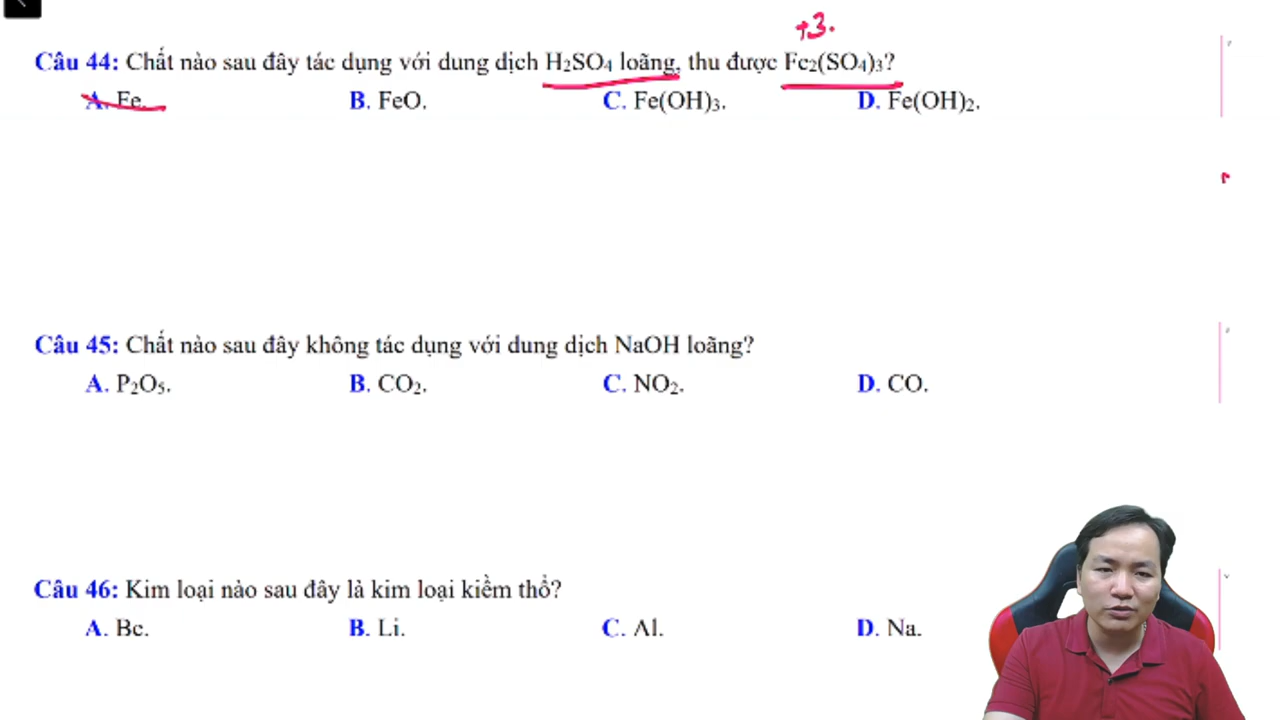 +3.
Câu 44: Chất nào sau đây tác dụng với dung dịch H₂SO₄ loãng, thu được Fe₂(SO₄)₃?
A. Fe. B. FeO. C. Fe(OH)₃. D. Fe(OH)₂.
Câu 45: Chất nào sau đây không tác dụng với dung dịch NaOH loãng?
A. P₂O₅. B. CO₂. C. NO₂. D. CO.
Câu 46: Kim loại nào sau đây là kim loại kiềm thổ?
A. Be. B. Li. C. Al. D. Na.